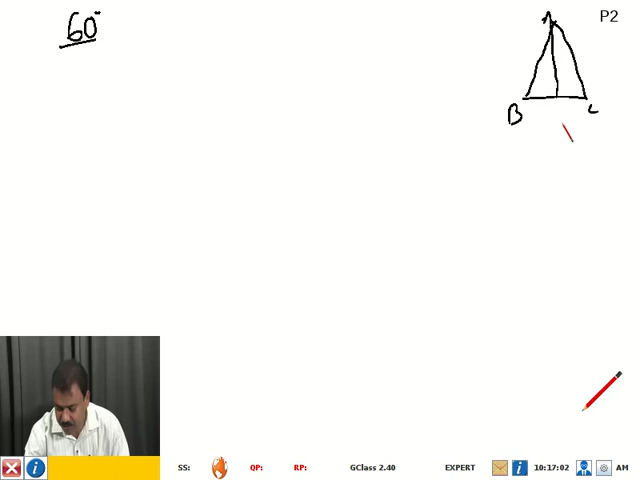 60°
P2
A
B
C
SS:
QP:
RP:
GClass 2.40
EXPERT
10:17:02
AM